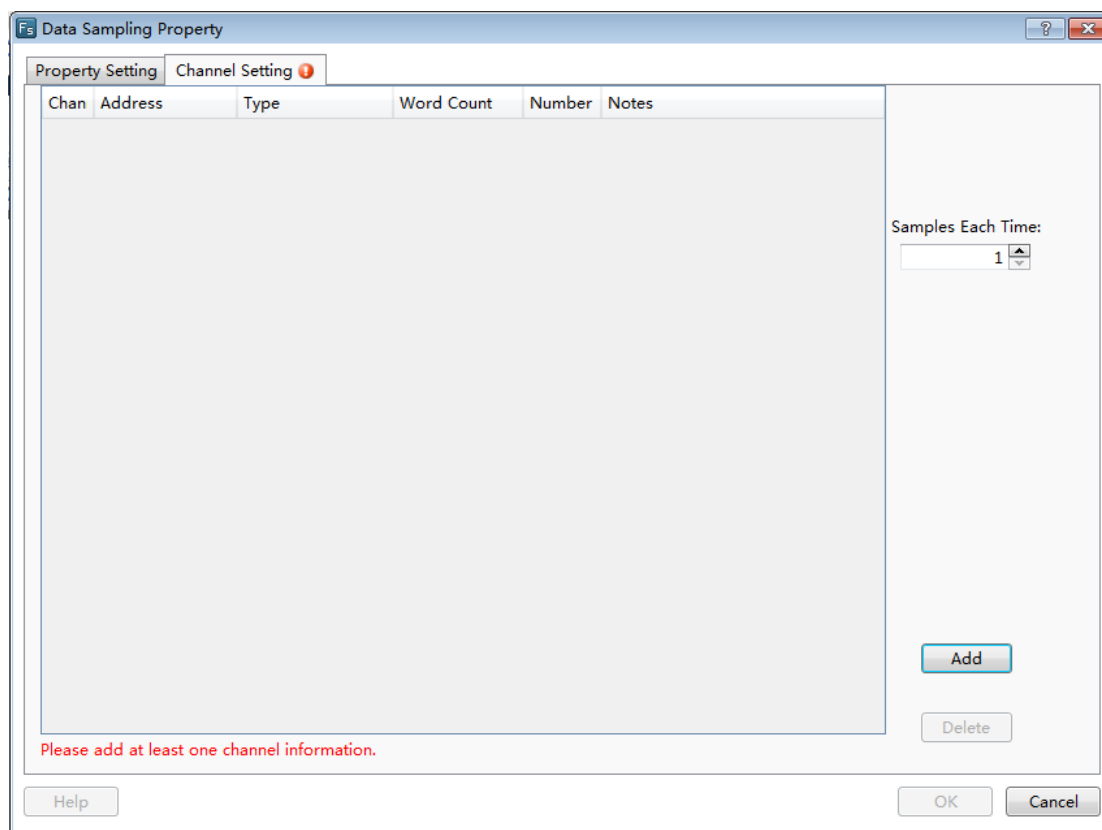 Fs Data Sampling Property ?
Property Setting Channel Setting !
Chan Address Type Word Count Number Notes
Samples Each Time:
1
Add
Delete
Please add at least one channel information.
Help OK Cancel